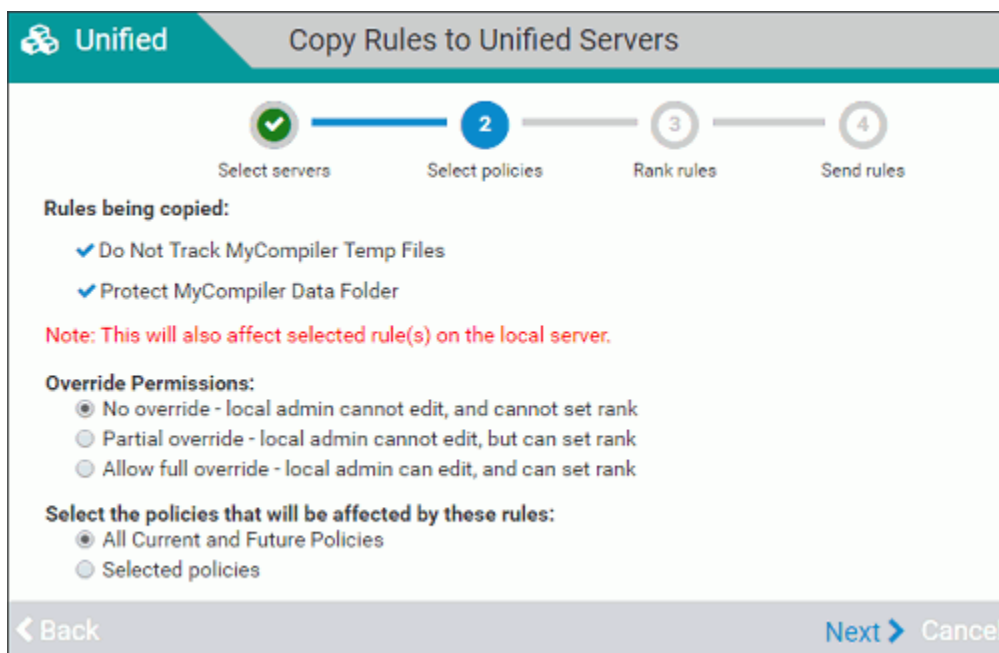 Unified
Copy Rules to Unified Servers
2
3
4
Select servers
Select policies
Rank rules
Send rules
Rules being copied:
Do Not Track MyCompiler Temp Files
Protect MyCompiler Data Folder
Note: This will also affect selected rule(s) on the local server.
Override Permissions:
No override - local admin cannot edit, and cannot set rank
Partial override - local admin cannot edit, but can set rank
Allow full override - local admin can edit, and can set rank
Select the policies that will be affected by these rules:
All Current and Future Policies
Selected policies
Back
Next
Cancel